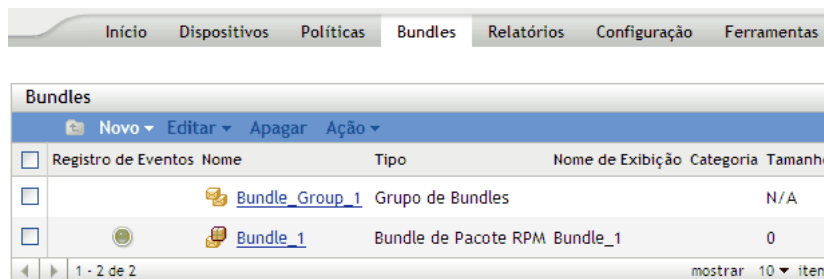 Início Dispositivos Políticas Bundles Relatórios Configuração Ferramentas
Bundles
Novo Editar Apagar Ação
Registro de Eventos Nome Tipo Nome de Exibição Categoria Tamanho
Bundle_Group_1 Grupo de Bundles N/A
Bundle_1 Bundle de Pacote RPM Bundle_1 0
1 - 2 de 2 mostrar 10 iten